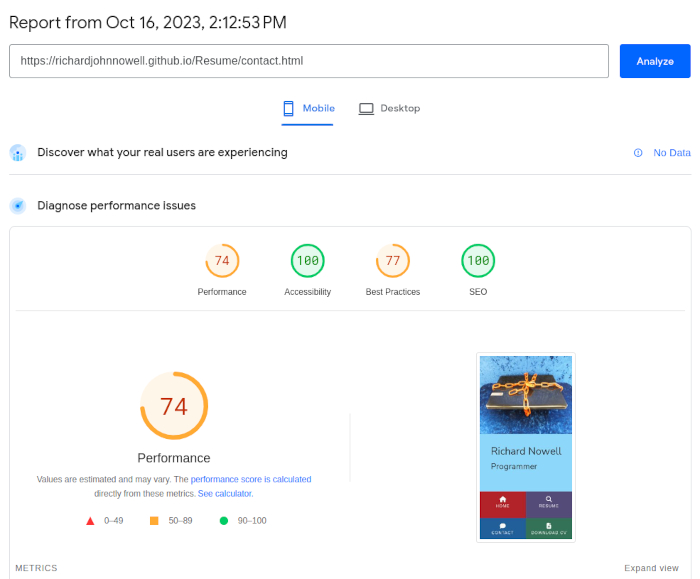 Report from Oct 16, 2023, 2:12:53 PM
https://richardjohnnowell.github.io/Resume/contact.html
Analyze
Mobile
Desktop
Discover what your real users are experiencing
No Data
Diagnose performance issues
74
100
77
100
Performance
Accessibility
Best Practices
SEO
74
Performance
Values are estimated and may vary. The performance score is calculated
directly from these metrics. See calculator.
0–49
50–89
90–100
Richard Nowell
Programmer
HOME
RESUME
CONTACT
DOWNLOAD CV
METRICS
Expand view